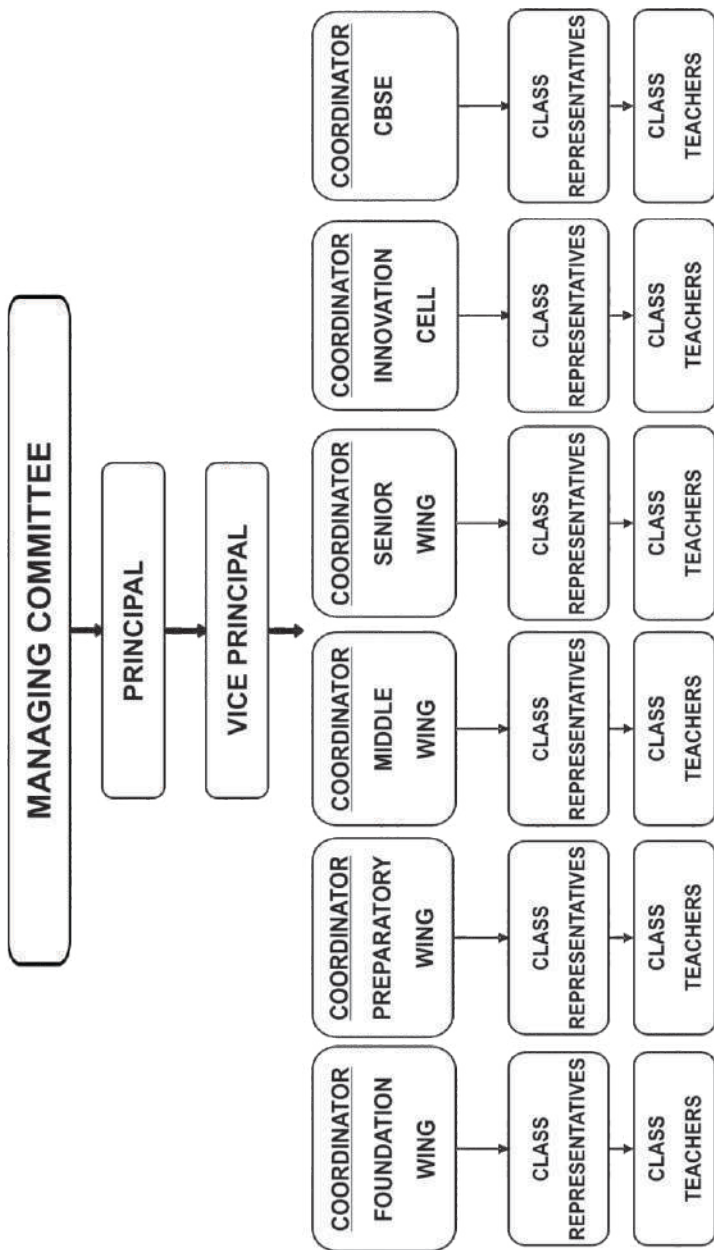 MANAGING COMMITTEE
PRINCIPAL
VICE PRINCIPAL
COORDINATOR
FOUNDATION
WING
COORDINATOR
PREPARATORY
WING
COORDINATOR
MIDDLE
WING
COORDINATOR
SENIOR
WING
COORDINATOR
INNOVATION
CELL
COORDINATOR
CBSE
CLASS
REPRESENTATIVES
CLASS
REPRESENTATIVES
CLASS
REPRESENTATIVES
CLASS
REPRESENTATIVES
CLASS
REPRESENTATIVES
CLASS
REPRESENTATIVES
CLASS
TEACHERS
CLASS
TEACHERS
CLASS
TEACHERS
CLASS
TEACHERS
CLASS
TEACHERS
CLASS
TEACHERS